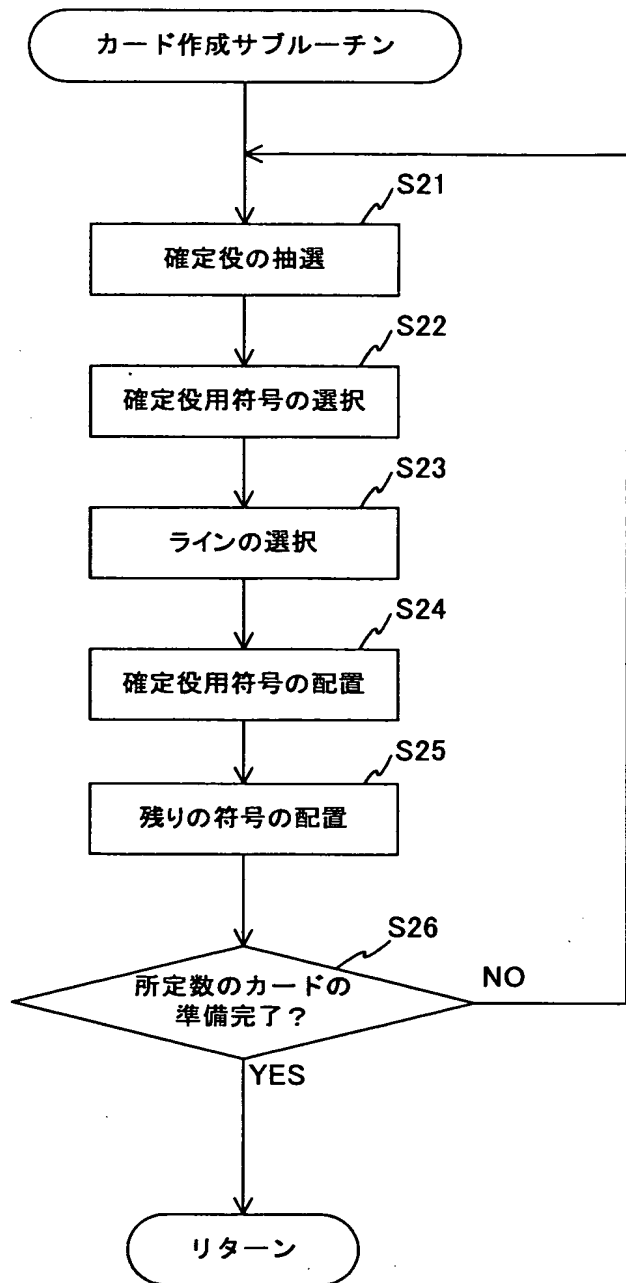 カード作成サブルーチン
S21
確定役の抽選
S22
確定役用符号の選択
S23
ラインの選択
S24
確定役用符号の配置
S25
残りの符号の配置
S26
所定数のカードの
準備完了?
NO
YES
リターン